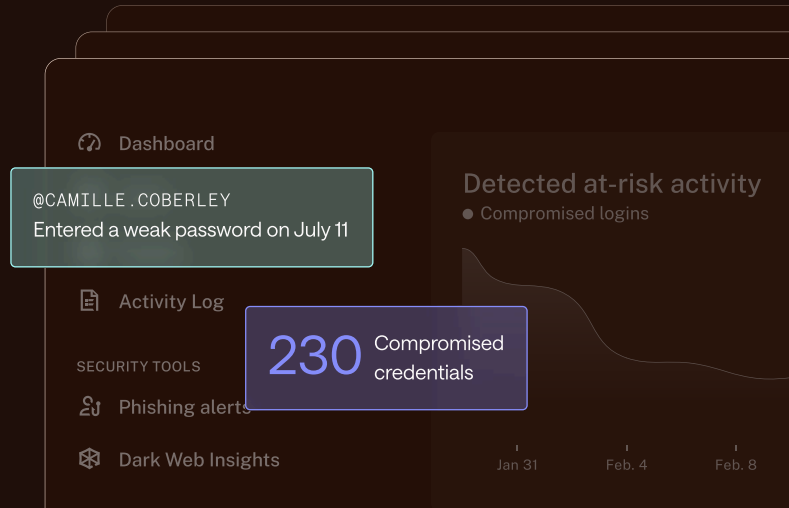 Dashboard
@CAMILLE.COBERLEY
Entered a weak password on July 11
Activity Log
SECURITY TOOLS
Phishing alerts
Dark Web Insights
230
Compromised
credentials
Detected at-risk activity
Compromised logins
Jan 31
Feb. 4
Feb. 8